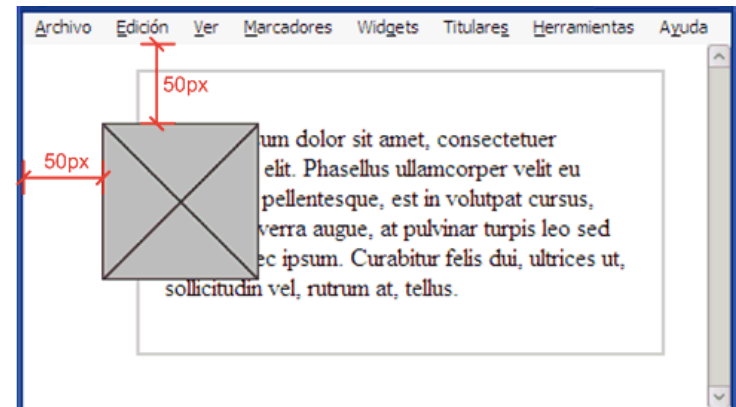 Archivo Edición Ver Marcadores Widgets Titulares Herramientas Ayuda
50px
um dolor sit amet, consectetuer
50px
elit. Phasellus ullamcorper velit eu
pellentesque, est in volutpat cursus,
verra augue, at pulvinar turpis leo sed
ec ipsum. Curabitur felis dui, ultrices ut,
sollicitudin vel, rutrum at, tellus.